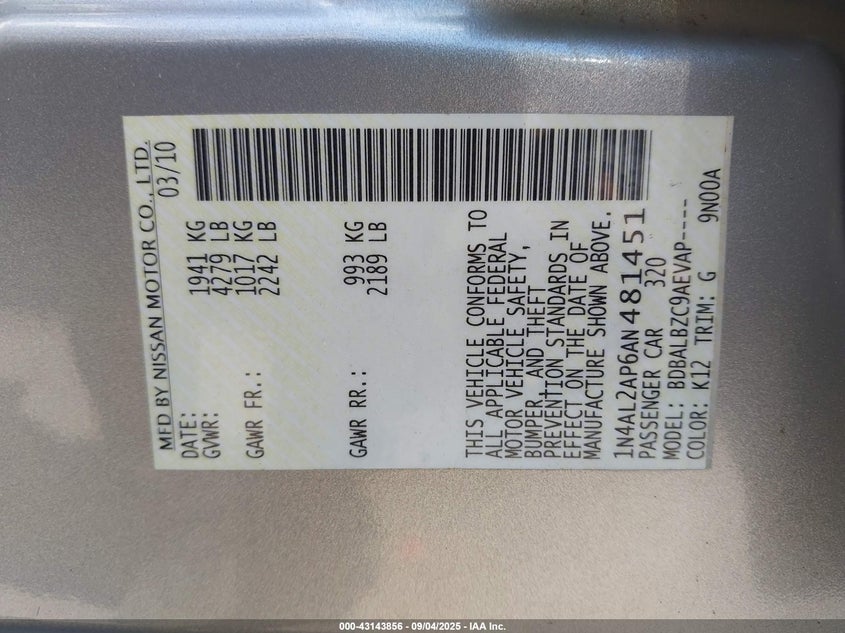 MFD BY NISSAN MOTOR CO., LTD.
DATE: 03/10
GVWR: 1941 KG
4279 LB
GAWR FR.: 1017 KG
2242 LB
GAWR RR.: 993 KG
2189 LB
THIS VEHICLE CONFORMS TO
ALL APPLICABLE FEDERAL
MOTOR VEHICLE SAFETY,
BUMPER, AND THEFT
PREVENTION STANDARDS IN
EFFECT ON THE DATE OF
MANUFACTURE SHOWN ABOVE.
1N4AL2AP6AN481451
PASSENGER CAR 320
MODEL: BDBALBZC9AEVAP----
COLOR: K12 TRIM: G 9N00A
000-43143856 - 09/04/2025 - IAA Inc.